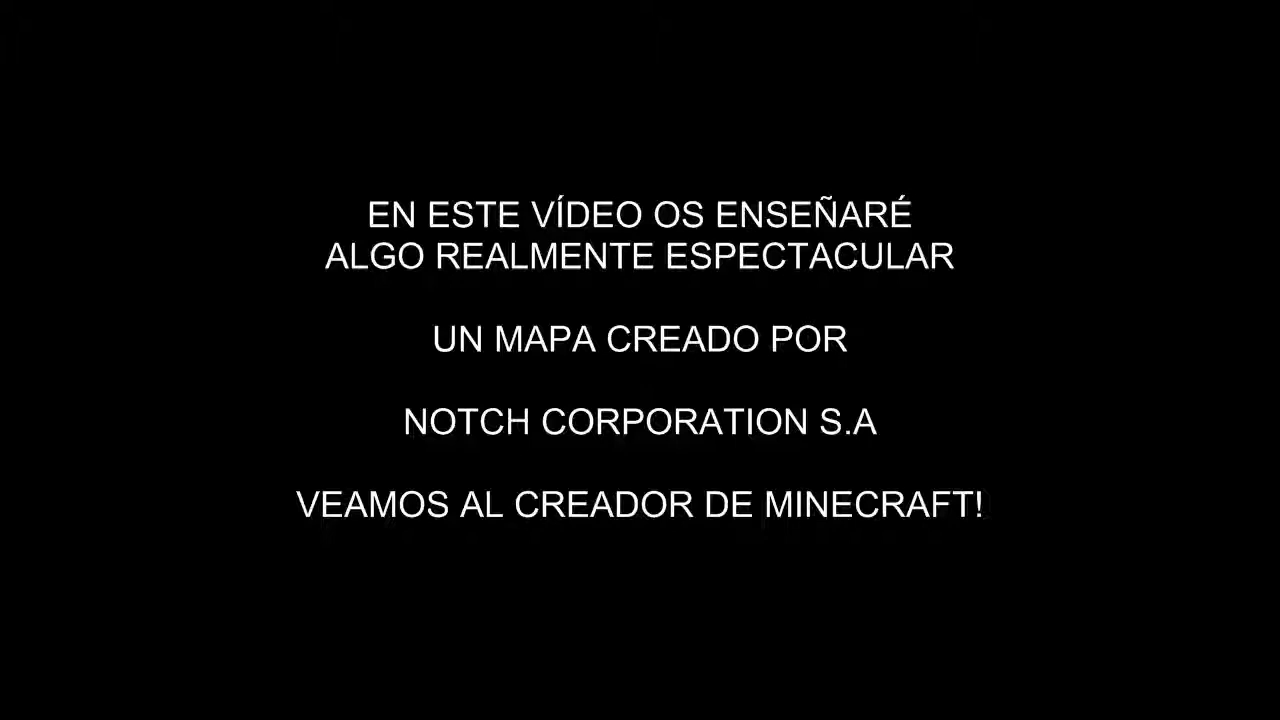 EN ESTE VÍDEO OS ENSEÑARÉ
ALGO REALMENTE ESPECTACULAR
UN MAPA CREADO POR
NOTCH CORPORATION S.A
VEAMOS AL CREADOR DE MINECRAFT!